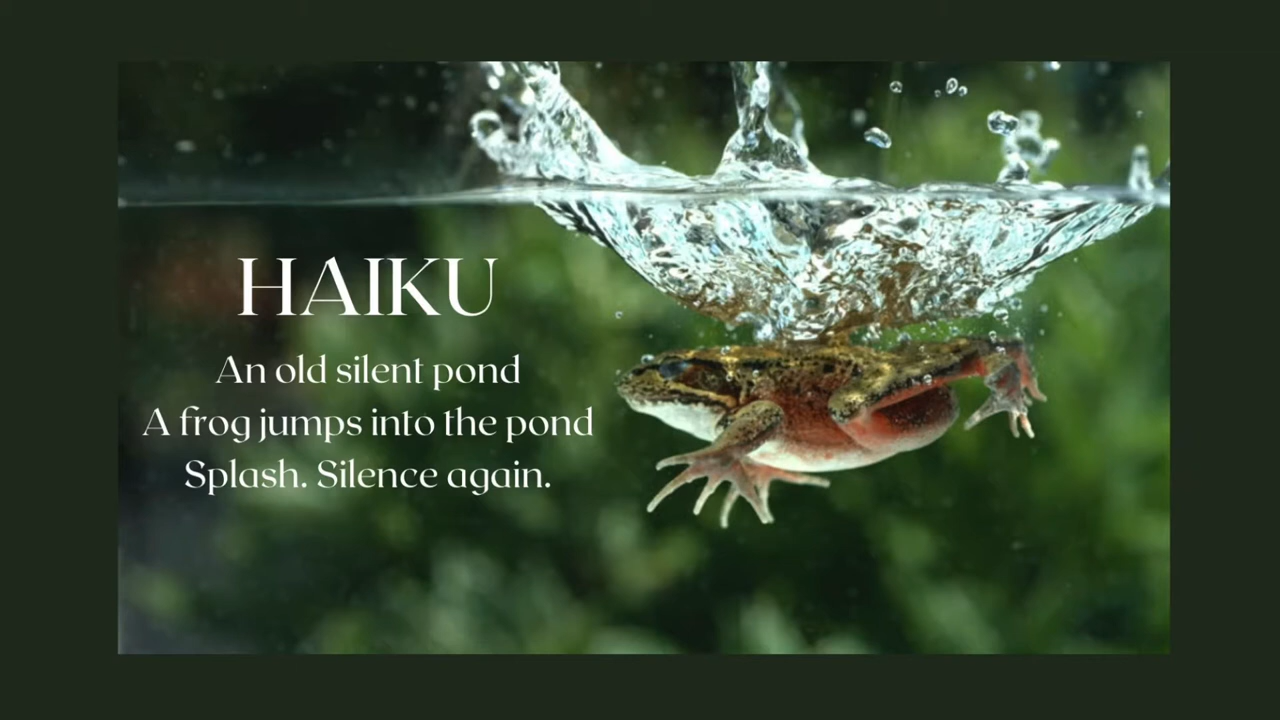 HAIKU
An old silent pond
A frog jumps into the pond
Splash. Silence again.